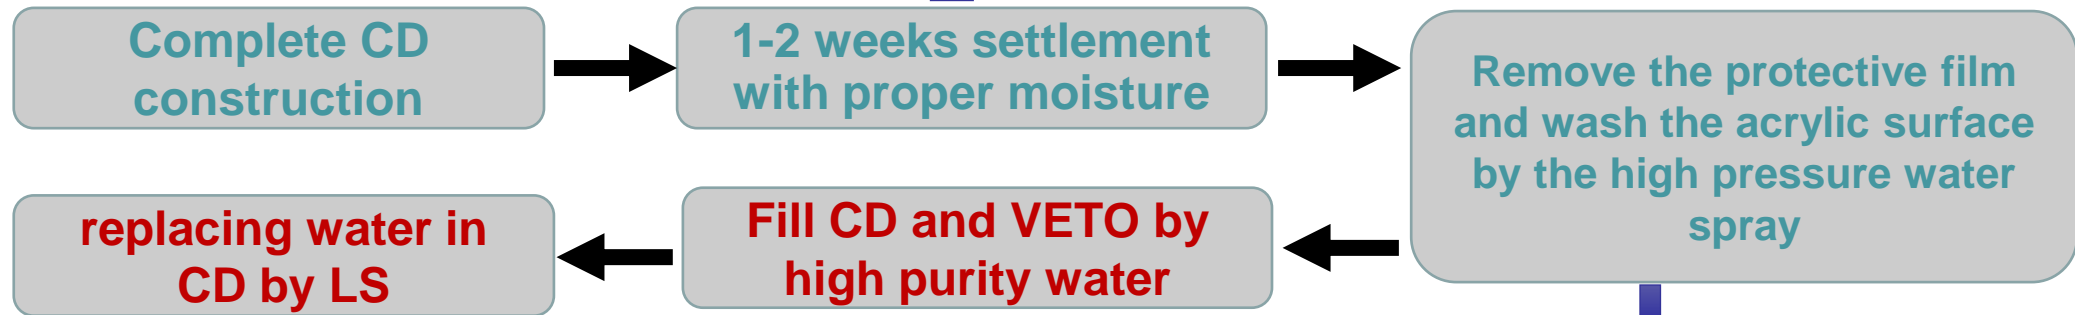 Complete CD
construction
1-2 weeks settlement
with proper moisture
Remove the protective film
and wash the acrylic surface
by the high pressure water
spray
Fill CD and VETO by
high purity water
replacing water in
CD by LS